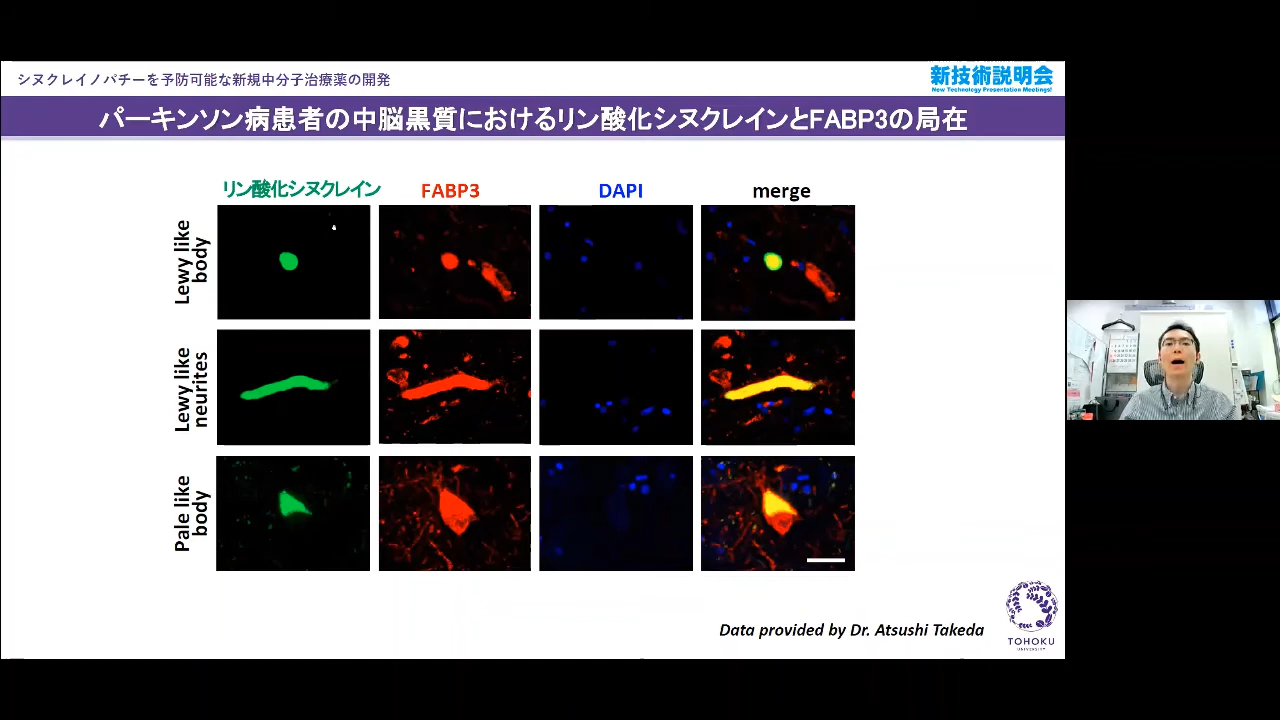 シヌクレイノパチーを予防可能な新規中分子治療薬の開発
新技術説明会
New Technology Presentation Meetings!
パーキンソン病患者の中脳黒質におけるリン酸化シヌクレインとFABP3の局在
リン酸化シヌクレイン FABP3 DAPI merge
Lewy like
body
Lewy like
neurites
Pale like
body
Data provided by Dr. Atsushi Takeda
TOHOKU
UNIVERSITY